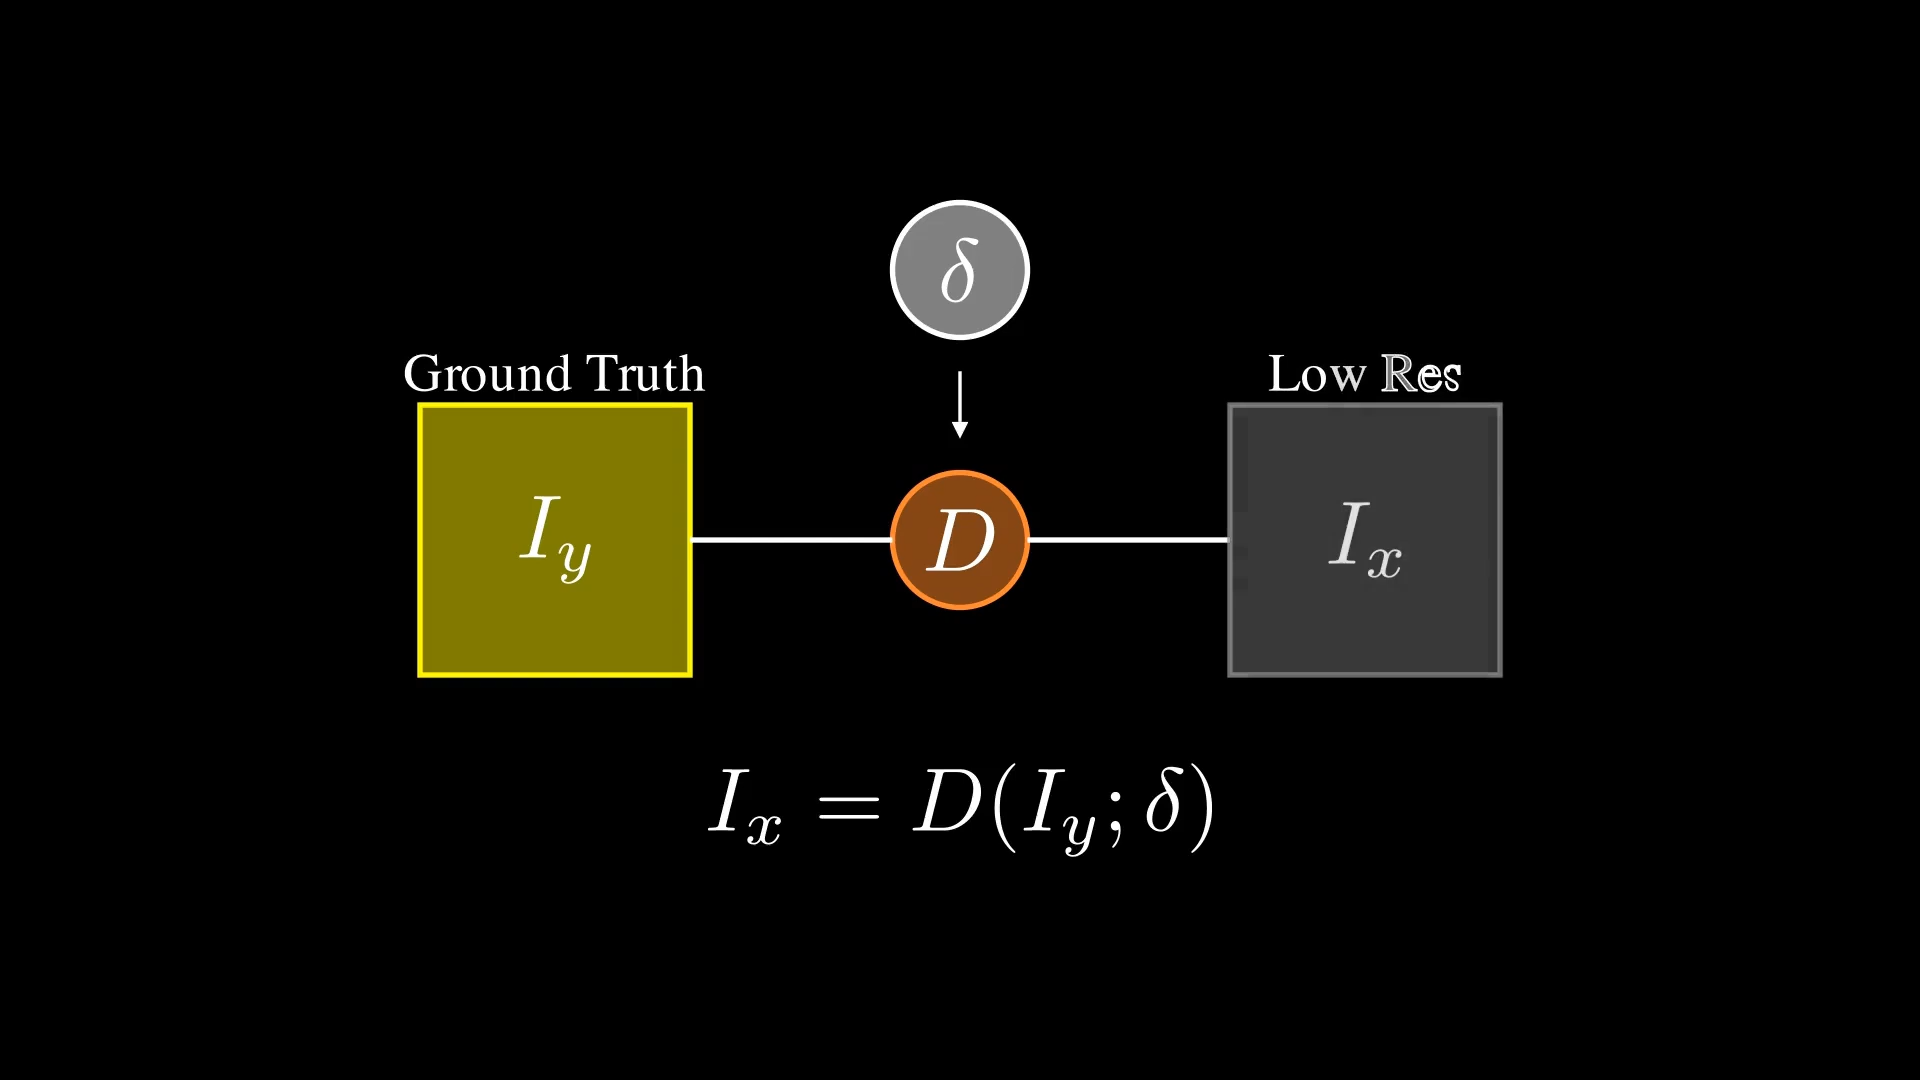 δ
Ground Truth
Low Res
I_y
D
I_x
I_x = D(I_y; δ)